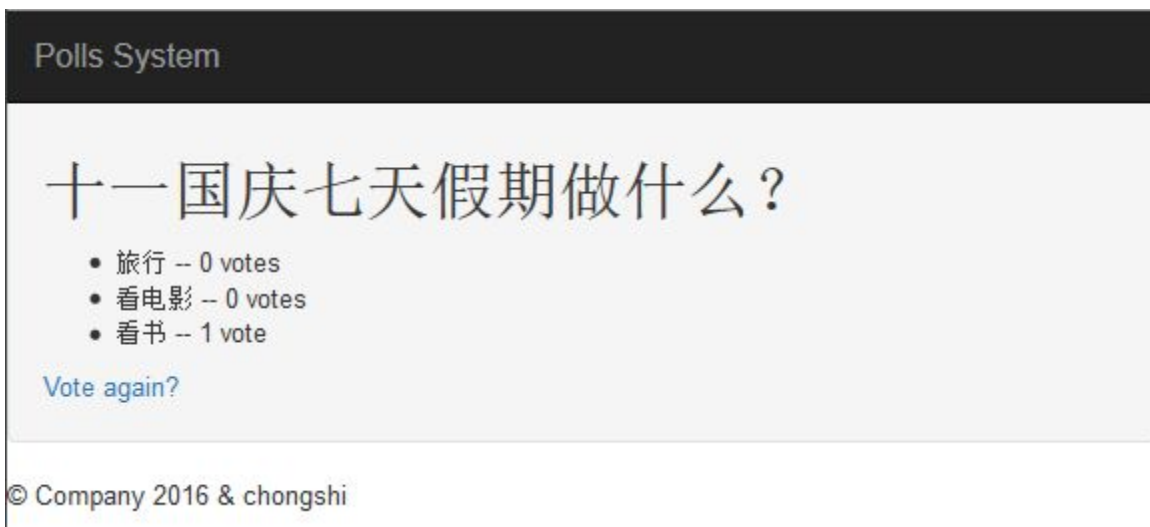 Polls System
十一国庆七天假期做什么?
• 旅行 -- 0 votes
• 看电影 -- 0 votes
• 看书 -- 1 vote
Vote again?
© Company 2016 & chongshi